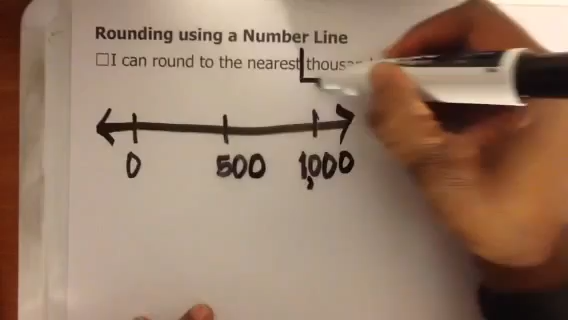 Rounding using a Number Line
☐I can round to the nearest
0 500 1,000